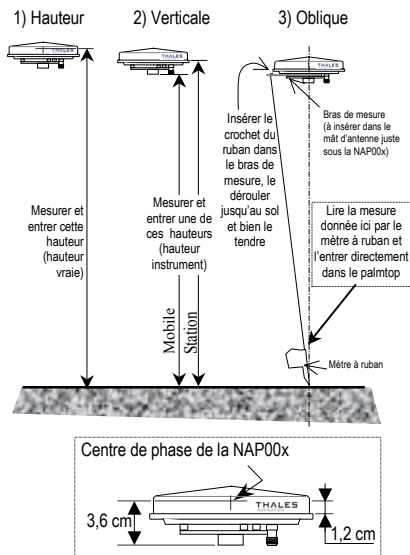 1) Hauteur
2) Verticale
3) Oblique
THALES
THALES
THALES
Mesurer et
entrer cette
hauteur
(hauteur
vraie)
Mesurer et
entrer une de
ces hauteurs
(hauteur
instrument)
Mobile
Station
Insérer le
crochet du
ruban dans
le bras de
mesure, le
dérouler
jusqu'au sol
et bien le
tendre
Bras de mesure
(à insérer dans le
mât d'antenne juste
sous la NAP00x)
Lire la mesure
donnée ici par le
mètre à ruban et
l'entrer directement
dans le palmtop
Mètre à ruban
Centre de phase de la NAP00x
THALES
3,6 cm
1,2 cm